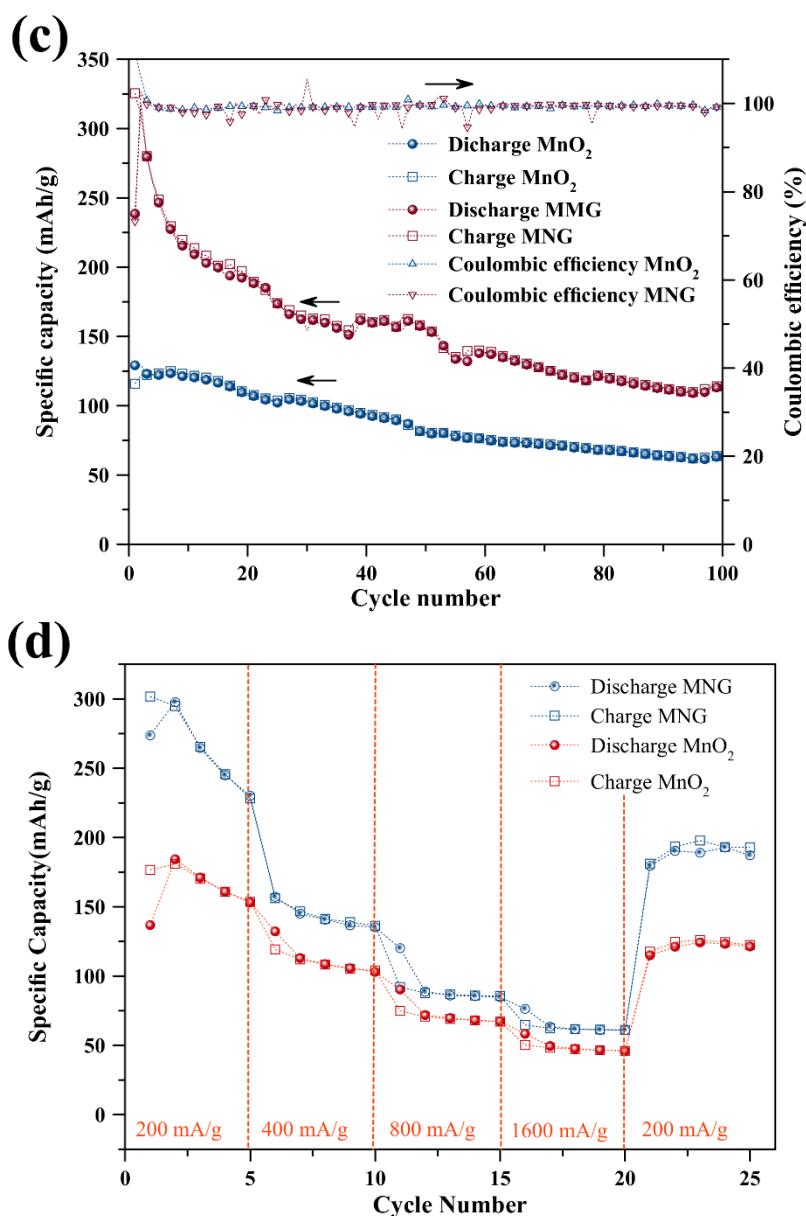 (c)
350
300
250
200
150
100
50
0
Specific capacity (mAh/g)
100
80
60
40
20
0
Coulombic efficiency (%)
Dicharge MnO₂
Charge MnO₂
Discharge MMG
Charge MNG
Coulombic efficiency MnO₂
Coulombic efficiency MNG
0 20 40 60 80 100
Cycle number
(d)
300
250
200
150
100
50
0
Specific Capacity(mAh/g)
Discharge MNG
Charge MNG
Discharge MnO₂
Charge MnO₂
200 mA/g 400 mA/g 800 mA/g 1600 mA/g 200 mA/g
0 5 10 15 20 25
Cycle Number